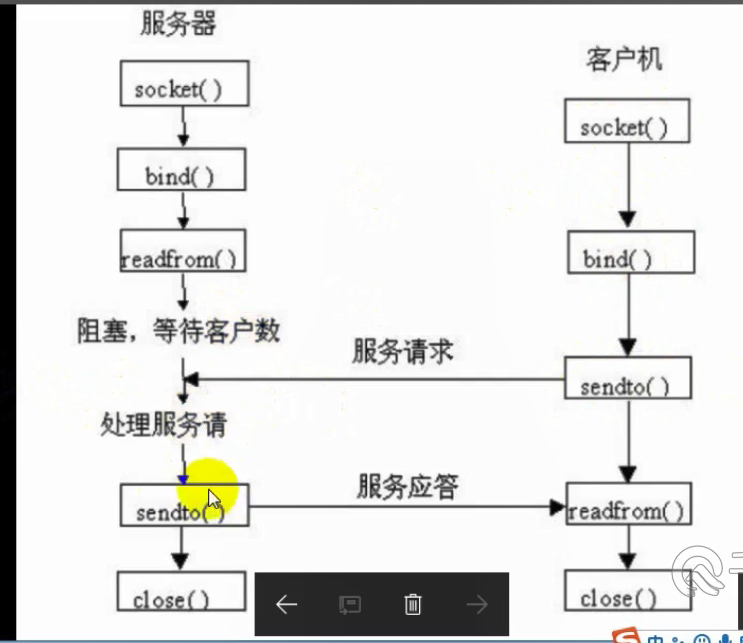 服务器
客户机
socket( )
socket( )
bind( )
bind( )
readfrom( )
阻塞，等待客户数
服务请求
sendto( )
处理服务请
服务应答
sendto( )
readfrom( )
close( )
close( )